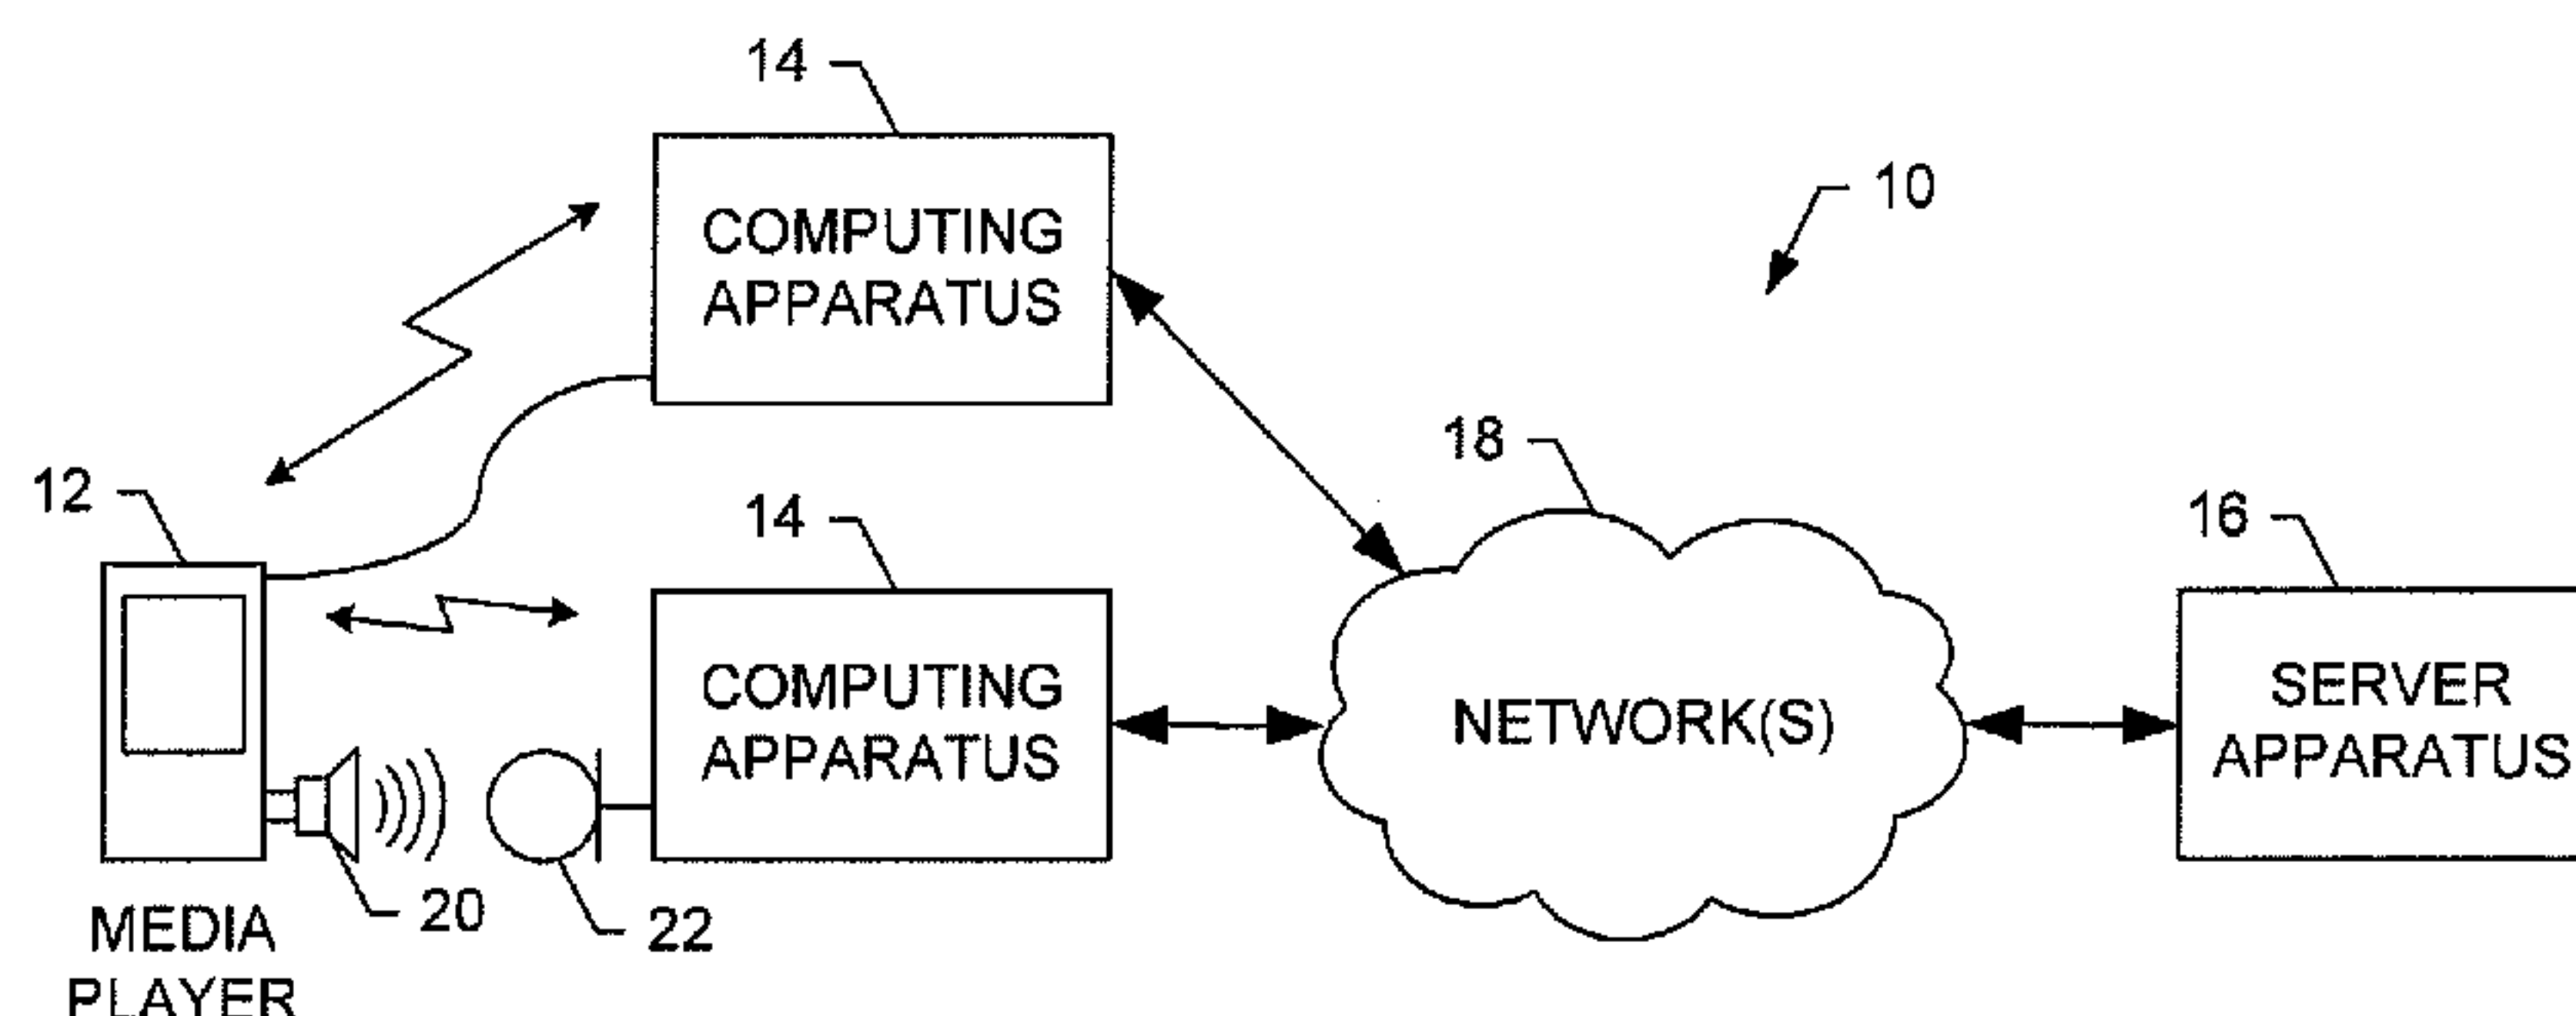 14
COMPUTING
APPARATUS
10
12
14
18
16
COMPUTING
APPARATUS
NETWORK(S)
SERVER
APPARATUS
20
22
MEDIA
PLAYER